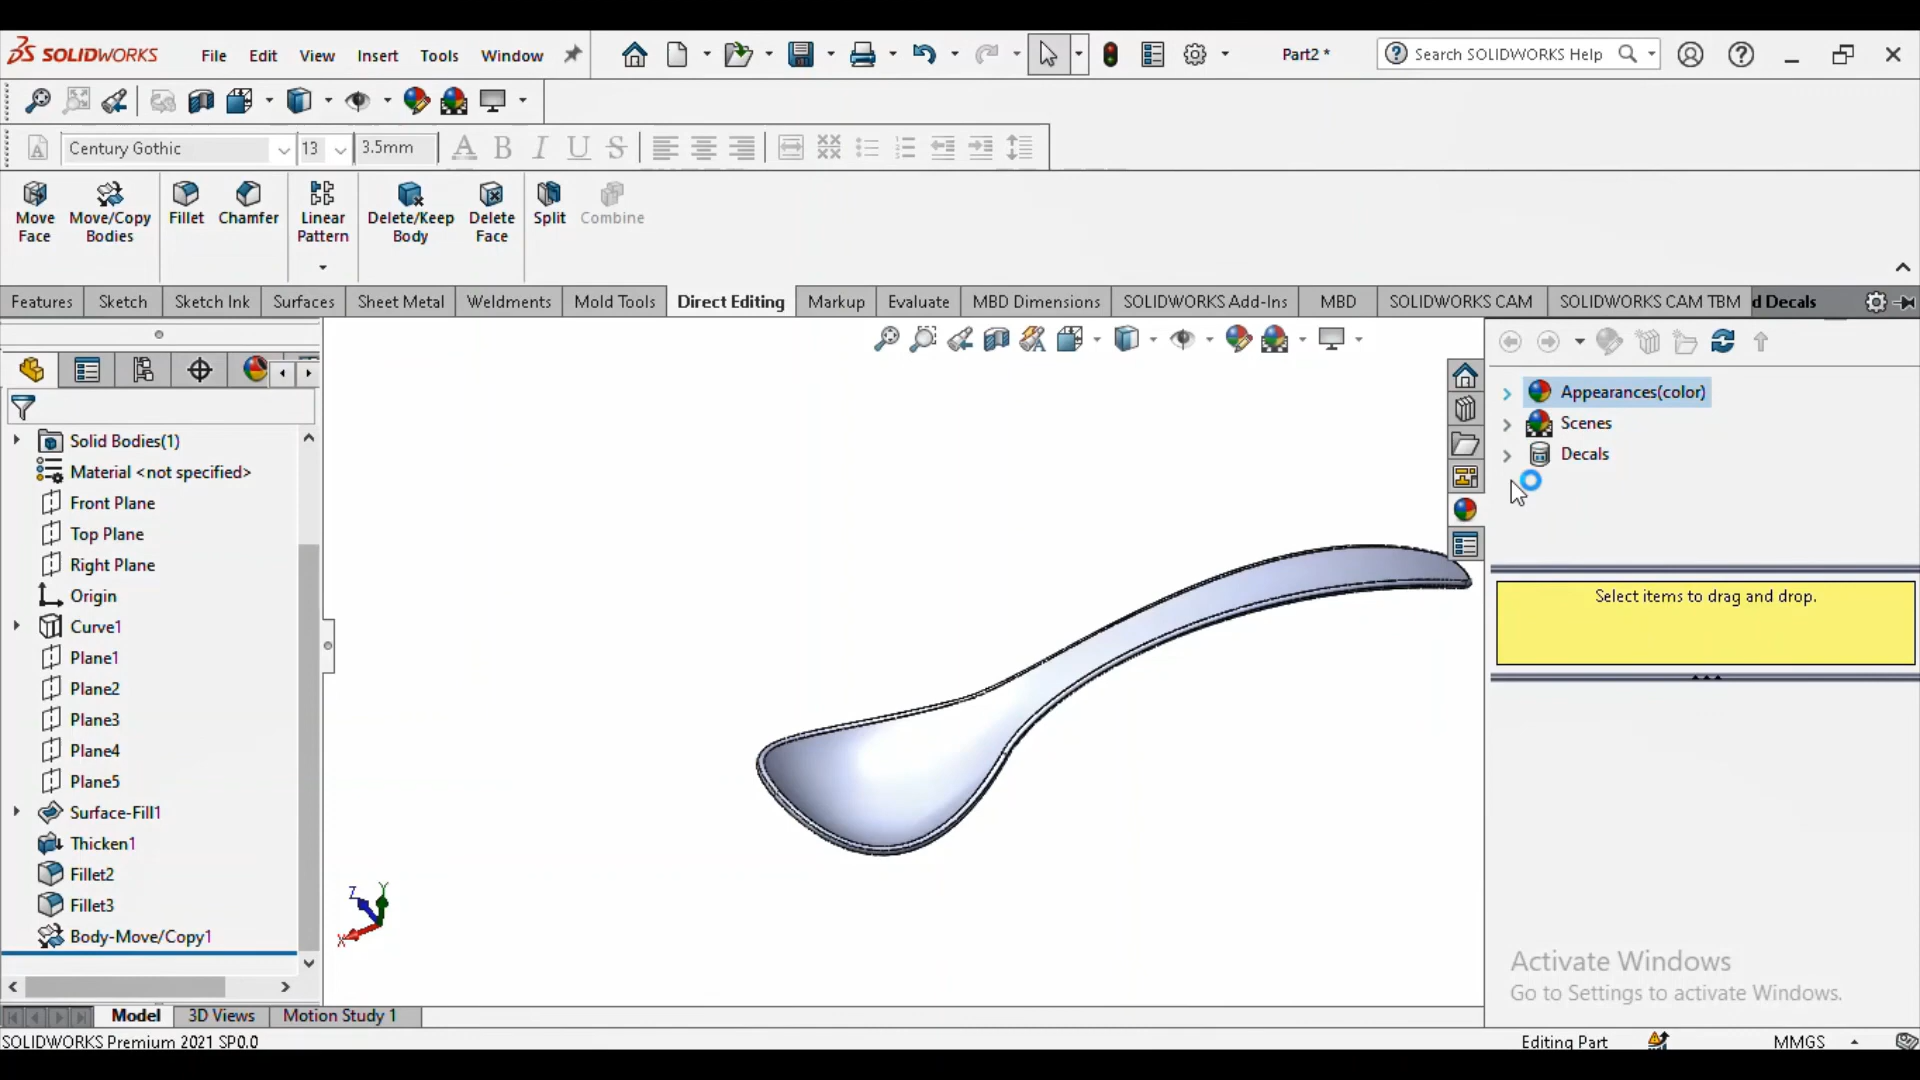 SOLIDWORKS File Edit View Insert Tools Window Part2 * Search SOLIDWORKS Help
Century Gothic 13 3.5mm A B I U S
Move Face Move/Copy Bodies Fillet Chamfer Linear Pattern Delete/Keep Body Delete Face Split Combine
Features Sketch Sketch Ink Surfaces Sheet Metal Weldments Mold Tools Direct Editing Markup Evaluate MBD Dimensions SOLIDWORKS Add-Ins MBD SOLIDWORKS CAM SOLIDWORKS CAM TBM d Decals
Solid Bodies(1)
Material <not specified>
Front Plane
Top Plane
Right Plane
Origin
Curve1
Plane1
Plane2
Plane3
Plane4
Plane5
Surface-Fill1
Thicken1
Fillet2
Fillet3
Body-Move/Copy1
Z Y
X
Appearances(color)
Scenes
Decals
Select items to drag and drop.
Activate Windows
Go to Settings to activate Windows.
Model 3D Views Motion Study 1
SOLIDWORKS Premium 2021 SP0.0 Editing Part MMGS